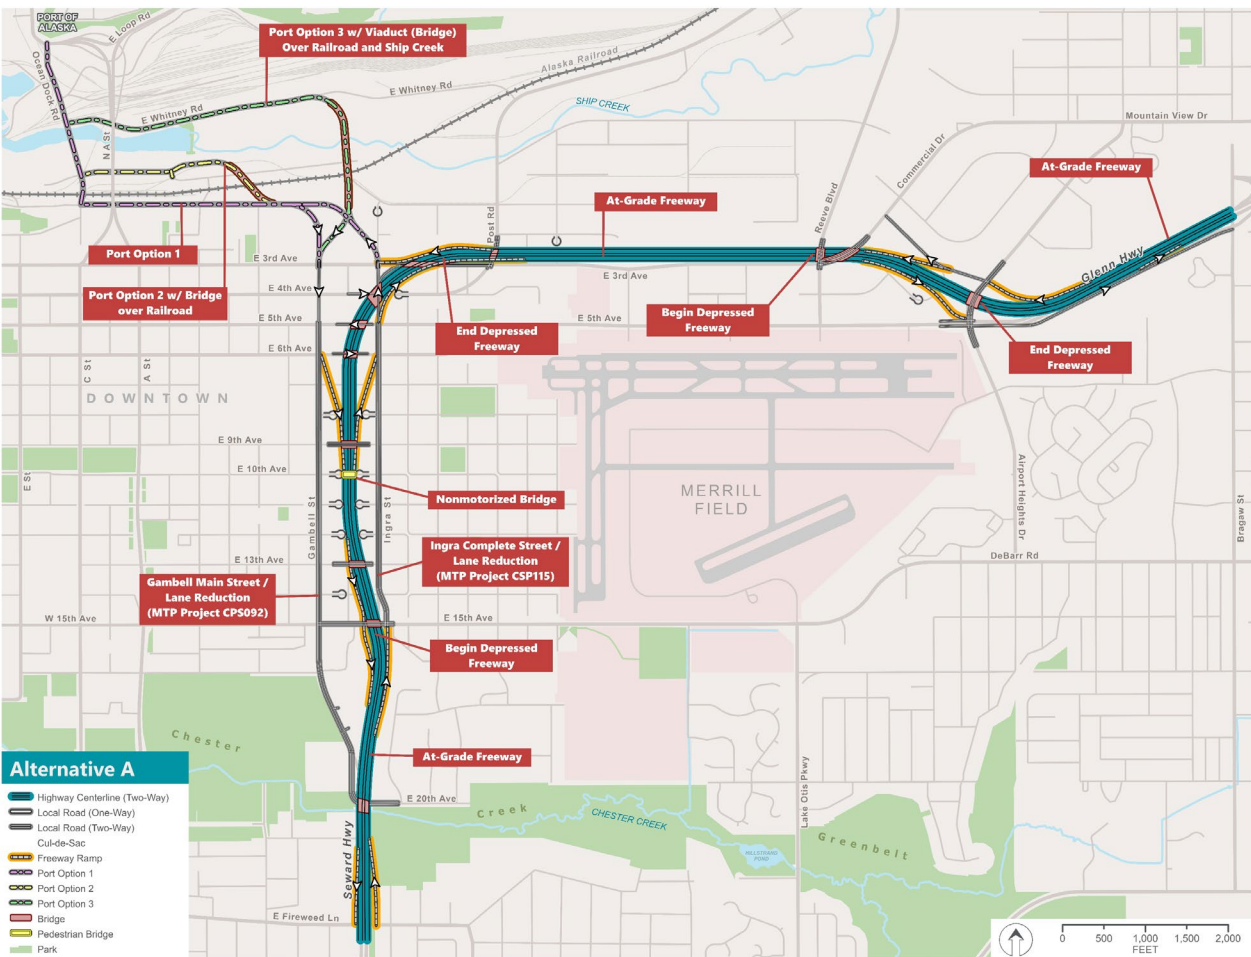 PORT OF
ALASKA
E Loop Rd
Port Option 3 w/ Viaduct (Bridge)
Over Railroad and Ship Creek
Ocean Dock Rd
Alaska Railroad
E Whitney Rd
E Whitney Rd
SHIP CREEK
N A St
Mountain View Dr
Commercial Dr
At-Grade Freeway
At-Grade Freeway
Reeve Blvd
Post Rd
Port Option 1
E 3rd Ave
E 3rd Ave
Glenn Hwy
Port Option 2 w/ Bridge
over Railroad
E 4th Ave
E 5th Ave
E 5th Ave
Begin Depressed
Freeway
End Depressed
Freeway
E 6th Ave
End Depressed
Freeway
C St
A St
DOWNTOWN
E 9th Ave
E 10th Ave
E St
Nonmotorized Bridge
MERRILL
FIELD
Airport Heights Dr
Bragaw St
Gambell St
Ingra St
Ingra Complete Street /
Lane Reduction
(MTP Project CSP115)
E 13th Ave
DeBarr Rd
Gambell Main Street /
Lane Reduction
(MTP Project CPS092)
W 15th Ave
E 15th Ave
Begin Depressed
Freeway
Chester
At-Grade Freeway
Lake Otis Pkwy
E 20th Ave
Creek
CHESTER CREEK
Greenbelt
HILLSTRAND
POND
Seward Hwy
E Fireweed Ln
Alternative A
Highway Centerline (Two-Way)
Local Road (One-Way)
Local Road (Two-Way)
Cul-de-Sac
Freeway Ramp
Port Option 1
Port Option 2
Port Option 3
Bridge
Pedestrian Bridge
Park
0 500 1,000 1,500 2,000
FEET